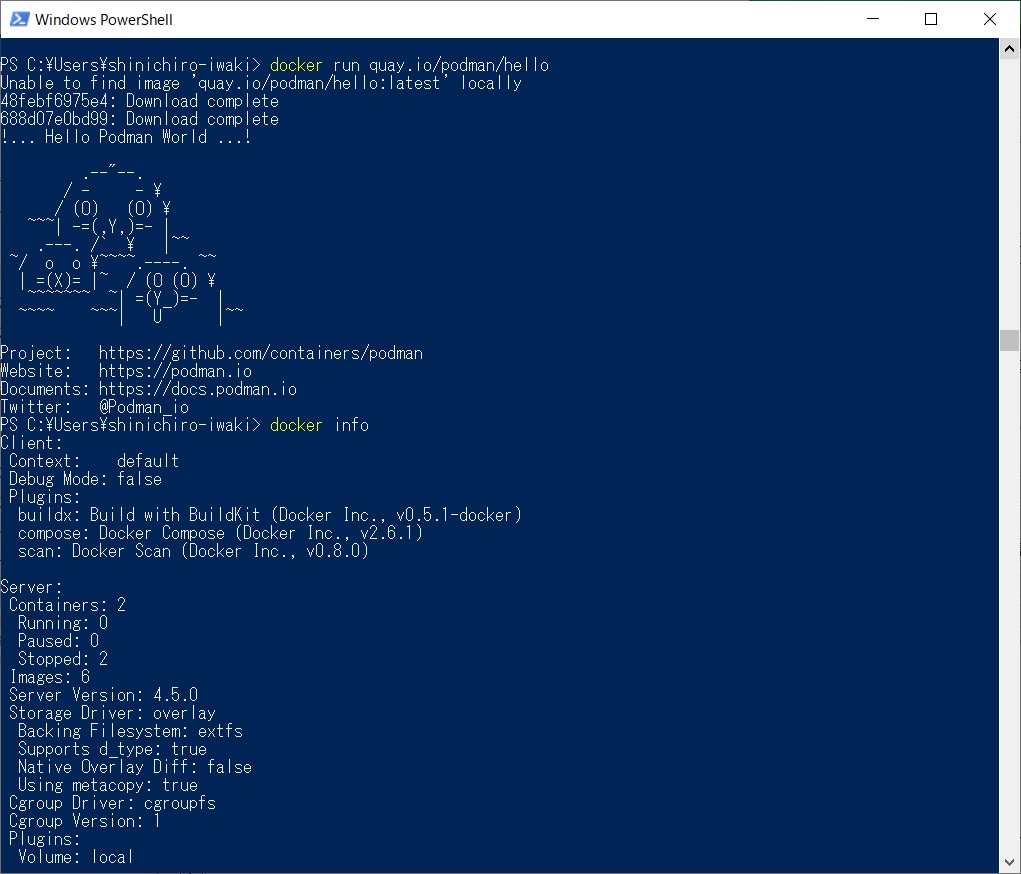 Windows PowerShell
PS C:¥Users¥shinichiro-iwaki> docker run quay.io/podman/hello
Unable to find image 'quay.io/podman/hello:latest' locally
48febf6975e4: Download complete
688d07e0bd99: Download complete
!... Hello Podman World ...!

         .--"--.
       / -     - ¥
      / (O)   (O) ¥
   ~~~| -=(,Y,)=- |
    .---. /`  ¥   |~~
 ~/  o  o ¥~~~~.----. ~~
  | =(X)= |~  / (O (O) ¥
   ~~~~~~~  ~| =(Y_)=-  |
  ~~~~    ~~~|   U      |~~

Project:   https://github.com/containers/podman
Website:   https://podman.io
Documents: https://docs.podman.io
Twitter:   @Podman_io
PS C:¥Users¥shinichiro-iwaki> docker info
Client:
 Context:    default
 Debug Mode: false
 Plugins:
  buildx: Build with BuildKit (Docker Inc., v0.5.1-docker)
  compose: Docker Compose (Docker Inc., v2.6.1)
  scan: Docker Scan (Docker Inc., v0.8.0)

Server:
 Containers: 2
  Running: 0
  Paused: 0
  Stopped: 2
 Images: 6
 Server Version: 4.5.0
 Storage Driver: overlay
  Backing Filesystem: extfs
  Supports d_type: true
  Native Overlay Diff: false
  Using metacopy: true
 Cgroup Driver: cgroupfs
 Cgroup Version: 1
 Plugins:
  Volume: local